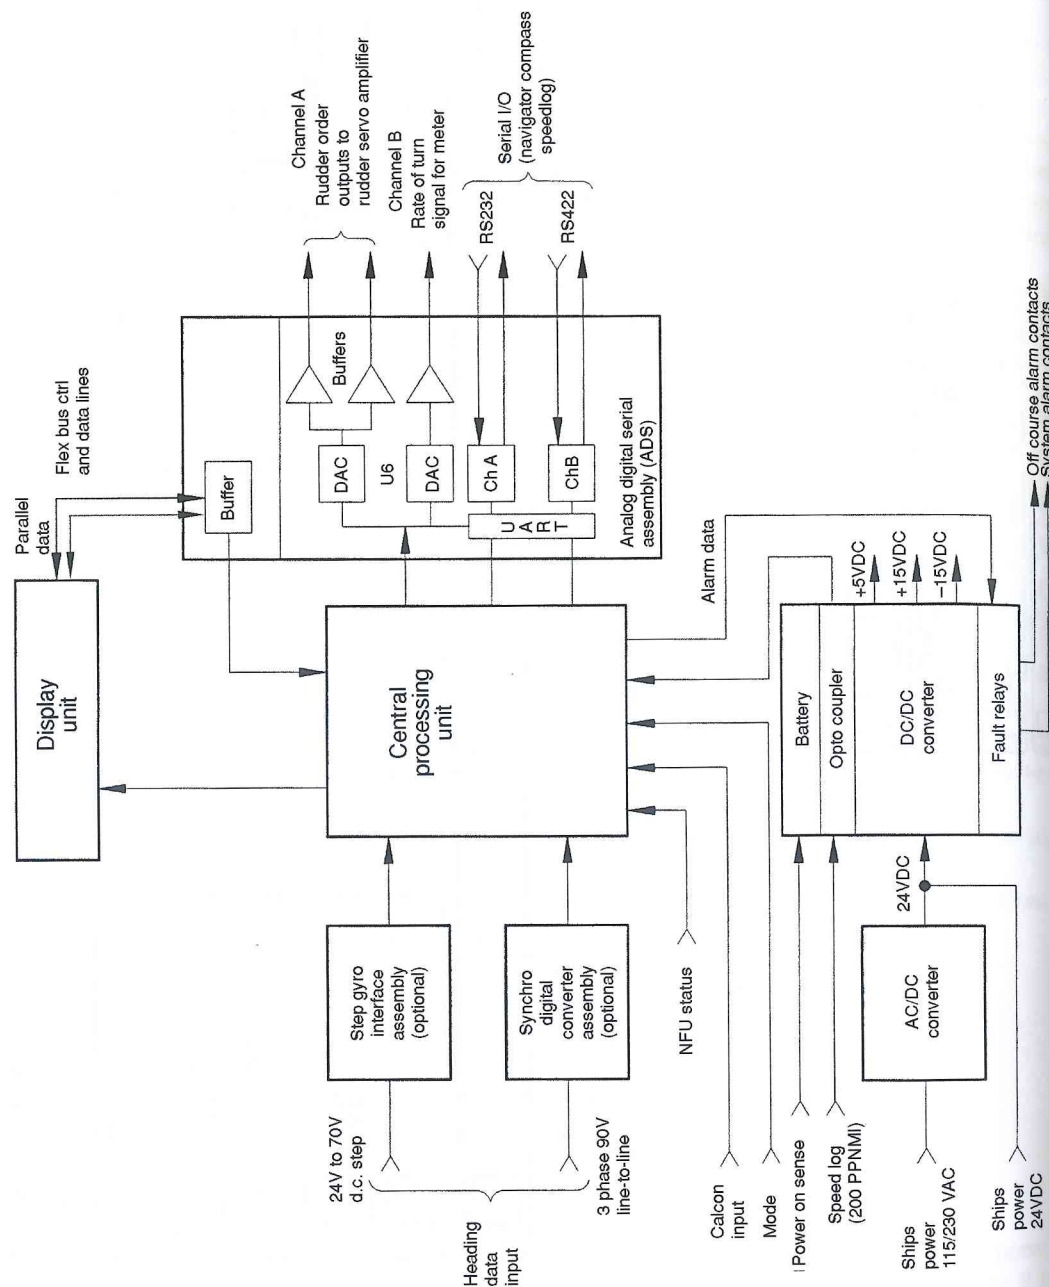 Heading
data
input
24V to 70V
d.c. step
3 phase 90V
line-to-line
Step gyro
interface
assembly
(optional)
Synchro
digital
converter
assembly
(optional)
NFU status
Calcon
input
Mode
Power on sense
Speed log
(200 PPNMI)
Ships
power
115/230 VAC
Ships
power
24VDC
AC/DC
converter
24VDC
Display
unit
Central
processing
unit
Battery
Opto coupler
DC/DC
converter
Fault relays
+5VDC
+15VDC
−15VDC
Alarm data
Off course alarm contacts
System alarm contacts
Parallel
data
Flex bus ctrl
and data lines
Buffer
DAC
U6
DAC
UART
Ch A
ChB
Buffers
Analog digital serial
assembly (ADS)
Channel A
Rudder order
outputs to
rudder servo amplifier
Channel B
Rate of turn
signal for meter
RS232
RS422
Serial I/O
(navigator compass
speedlog)